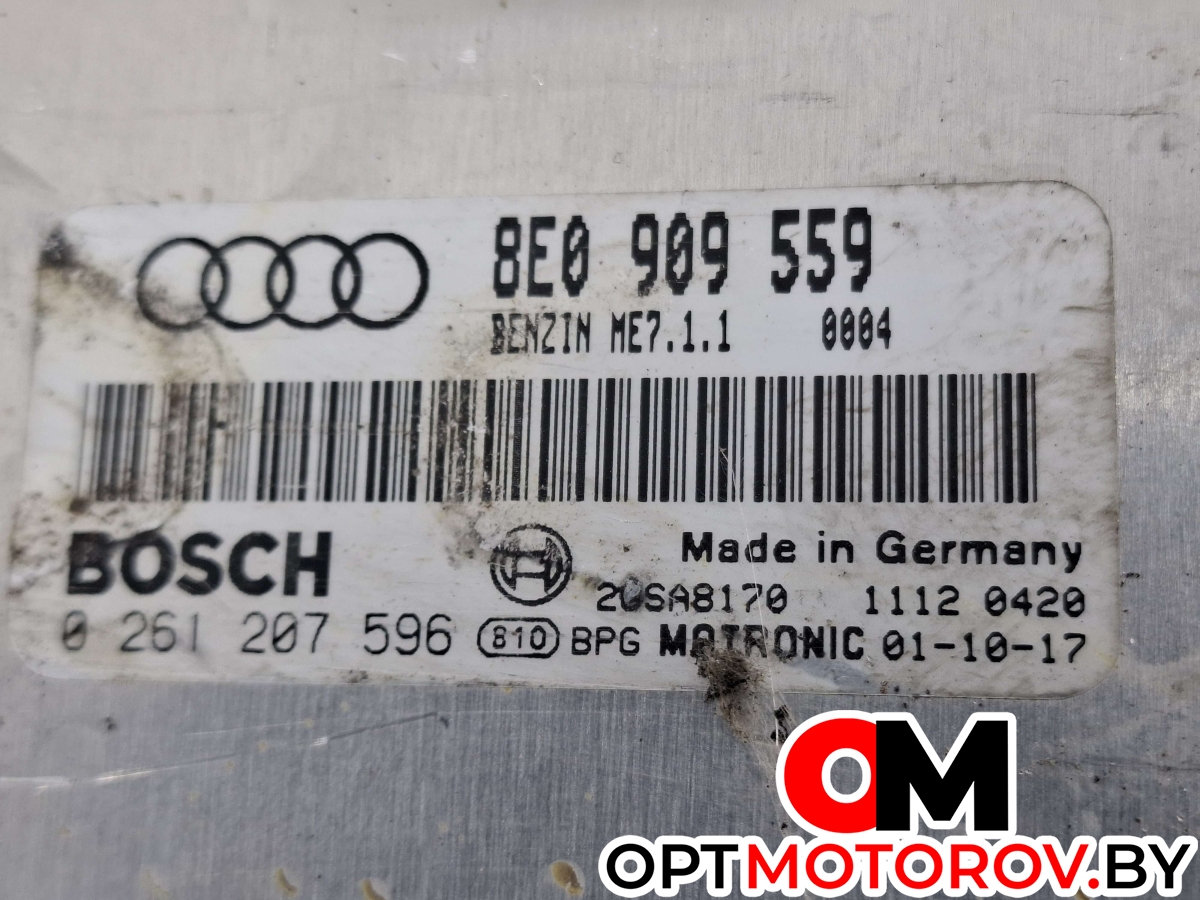 8E0 909 559
BENZIN ME7.1.1 0004
BOSCH
Made in Germany
20SA8170 1112 0420
0 261 207 596 810 BPG MOTRONIC 01-10-17
OM
OPTMOTOROV.BY